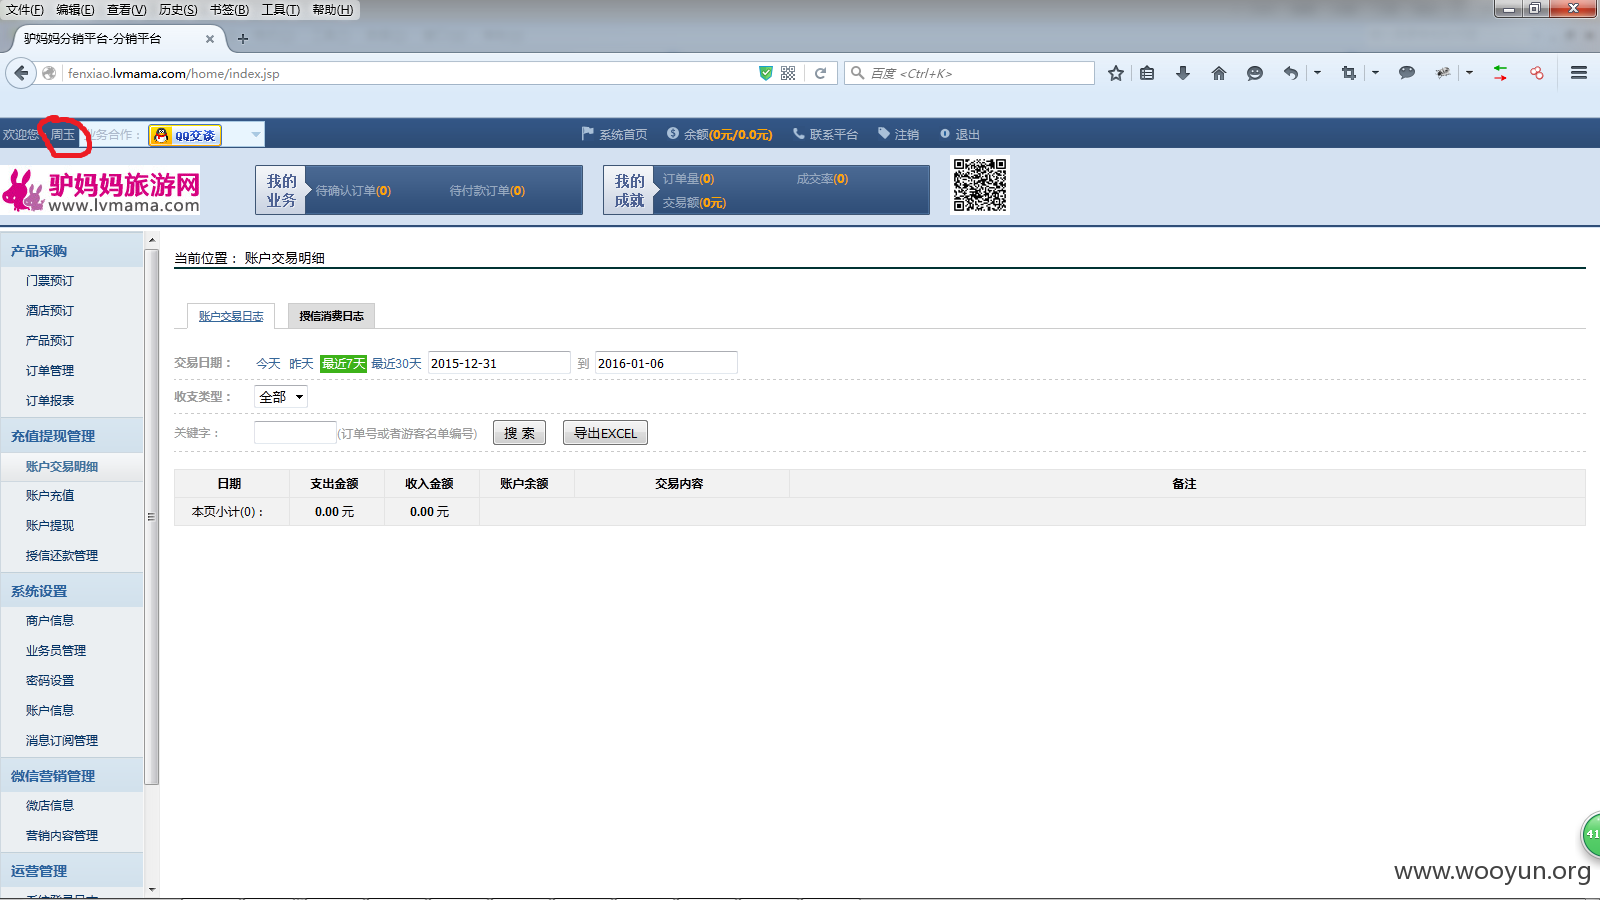 文件(F) 编辑(E) 查看(V) 历史(S) 书签(B) 工具(T) 帮助(H)
驴妈妈分销平台-分销平台
fenxiao.lvmama.com/home/index.jsp
百度 <Ctrl+K>
欢迎您 周玉 业务合作： QQ交谈
系统首页 余额(0元/0.0元) 联系平台 注销 退出
驴妈妈旅游网
www.lvmama.com
我的业务
待确认订单(0) 待付款订单(0)
我的成就
订单量(0) 成交率(0)
交易额(0元)
产品采购
门票预订
酒店预订
产品预订
订单管理
订单报表
充值提现管理
账户交易明细
账户充值
账户提现
授信还款管理
系统设置
商户信息
业务员管理
密码设置
账户信息
消息订阅管理
微信营销管理
微店信息
营销内容管理
运营管理
当前位置： 账户交易明细
账户交易日志 授信消费日志
交易日期： 今天 昨天 最近7天 最近30天 2015-12-31 到 2016-01-06
收支类型： 全部
关键字： (订单号或者游客名单编号) 搜 索 导出EXCEL
日期 支出金额 收入金额 账户余额 交易内容 备注
本页小计(0)： 0.00 元 0.00 元
41
www.wooyun.org